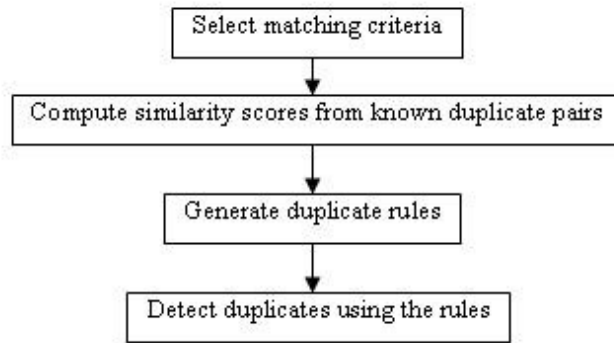 Select matching criteria
Compute similarity scores from known duplicate pairs
Generate duplicate rules
Detect duplicates using the rules